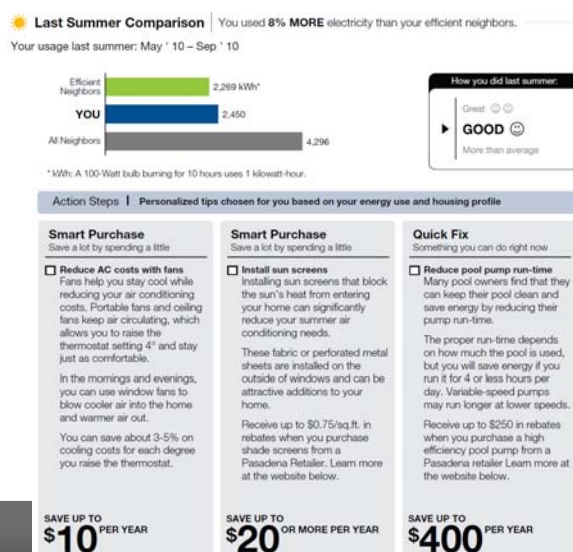 Last Summer Comparison | You used 8% MORE electricity than your efficient neighbors.
Your usage last summer: May ' 10 – Sep ' 10
Efficient
Neighbors
2,269 kWh*
YOU
2,450
All Neighbors
4,296
* kWh: A 100-Watt bulb burning for 10 hours uses 1 kilowatt-hour.
How you did last summer:
Great
GOOD
More than average
Action Steps | Personalized tips chosen for you based on your energy use and housing profile
Smart Purchase
Save a lot by spending a little
Reduce AC costs with fans
Fans help you stay cool while
reducing your air conditioning
costs. Portable fans and ceiling
fans keep air circulating, which
allows you to raise the
thermostat setting 4° and stay
just as comfortable.
In the mornings and evenings,
you can use window fans to
blow cooler air into the home
and warmer air out.
You can save about 3-5% on
cooling costs for each degree
you raise the thermostat.
SAVE UP TO
$10 PER YEAR
Smart Purchase
Save a lot by spending a little
Install sun screens
Installing sun screens that block
the sun's heat from entering
your home can significantly
reduce your summer air
conditioning needs.
These fabric or perforated metal
sheets are installed on the
outside of windows and can be
attractive additions to your
home.
Receive up to $0.75/sq.ft. in
rebates when you purchase
shade screens from a
Pasadena Retailer. Learn more
at the website below.
SAVE UP TO
$20 OR MORE PER YEAR
Quick Fix
Something you can do right now
Reduce pool pump run-time
Many pool owners find that they
can keep their pool clean and
save energy by reducing their
pump run-time.
The proper run-time depends
on how much the pool is used,
but you will save energy if you
run it for 4 or less hours per
day. Variable-speed pumps
may run longer at lower speeds.
Receive up to $250 in rebates
when you purchase a high
efficiency pool pump from a
Pasadena retailer Learn more at
the website below.
SAVE UP TO
$400 PER YEAR